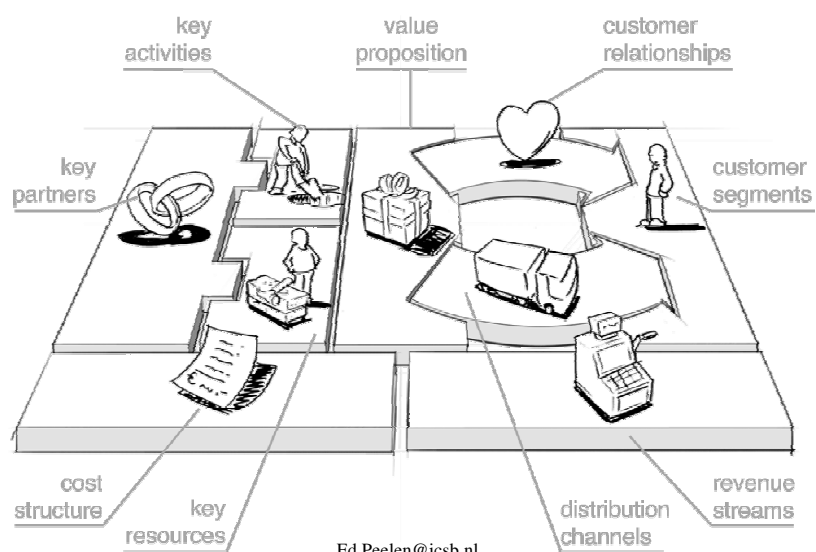 key
activities
value
proposition
customer
relationships
key
partners
customer
segments
cost
structure
key
resources
distribution
channels
revenue
streams
Ed Peelen@icsb.nl